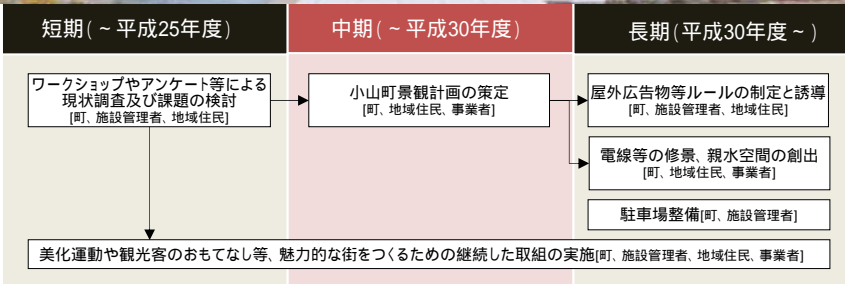 短期(~平成25年度)
中期(~平成30年度)
長期(平成30年度~)
ワークショップやアンケート等による
現状調査及び課題の検討
[町、施設管理者、地域住民]
小山町景観計画の策定
[町、地域住民、事業者]
屋外広告物等ルールの制定と誘導
[町、施設管理者、地域住民]
電線等の修景、親水空間の創出
[町、地域住民、事業者]
駐車場整備[町、施設管理者]
美化運動や観光客のおもてなし等、魅力的な街をつくるための継続した取組の実施[町、施設管理者、地域住民、事業者]